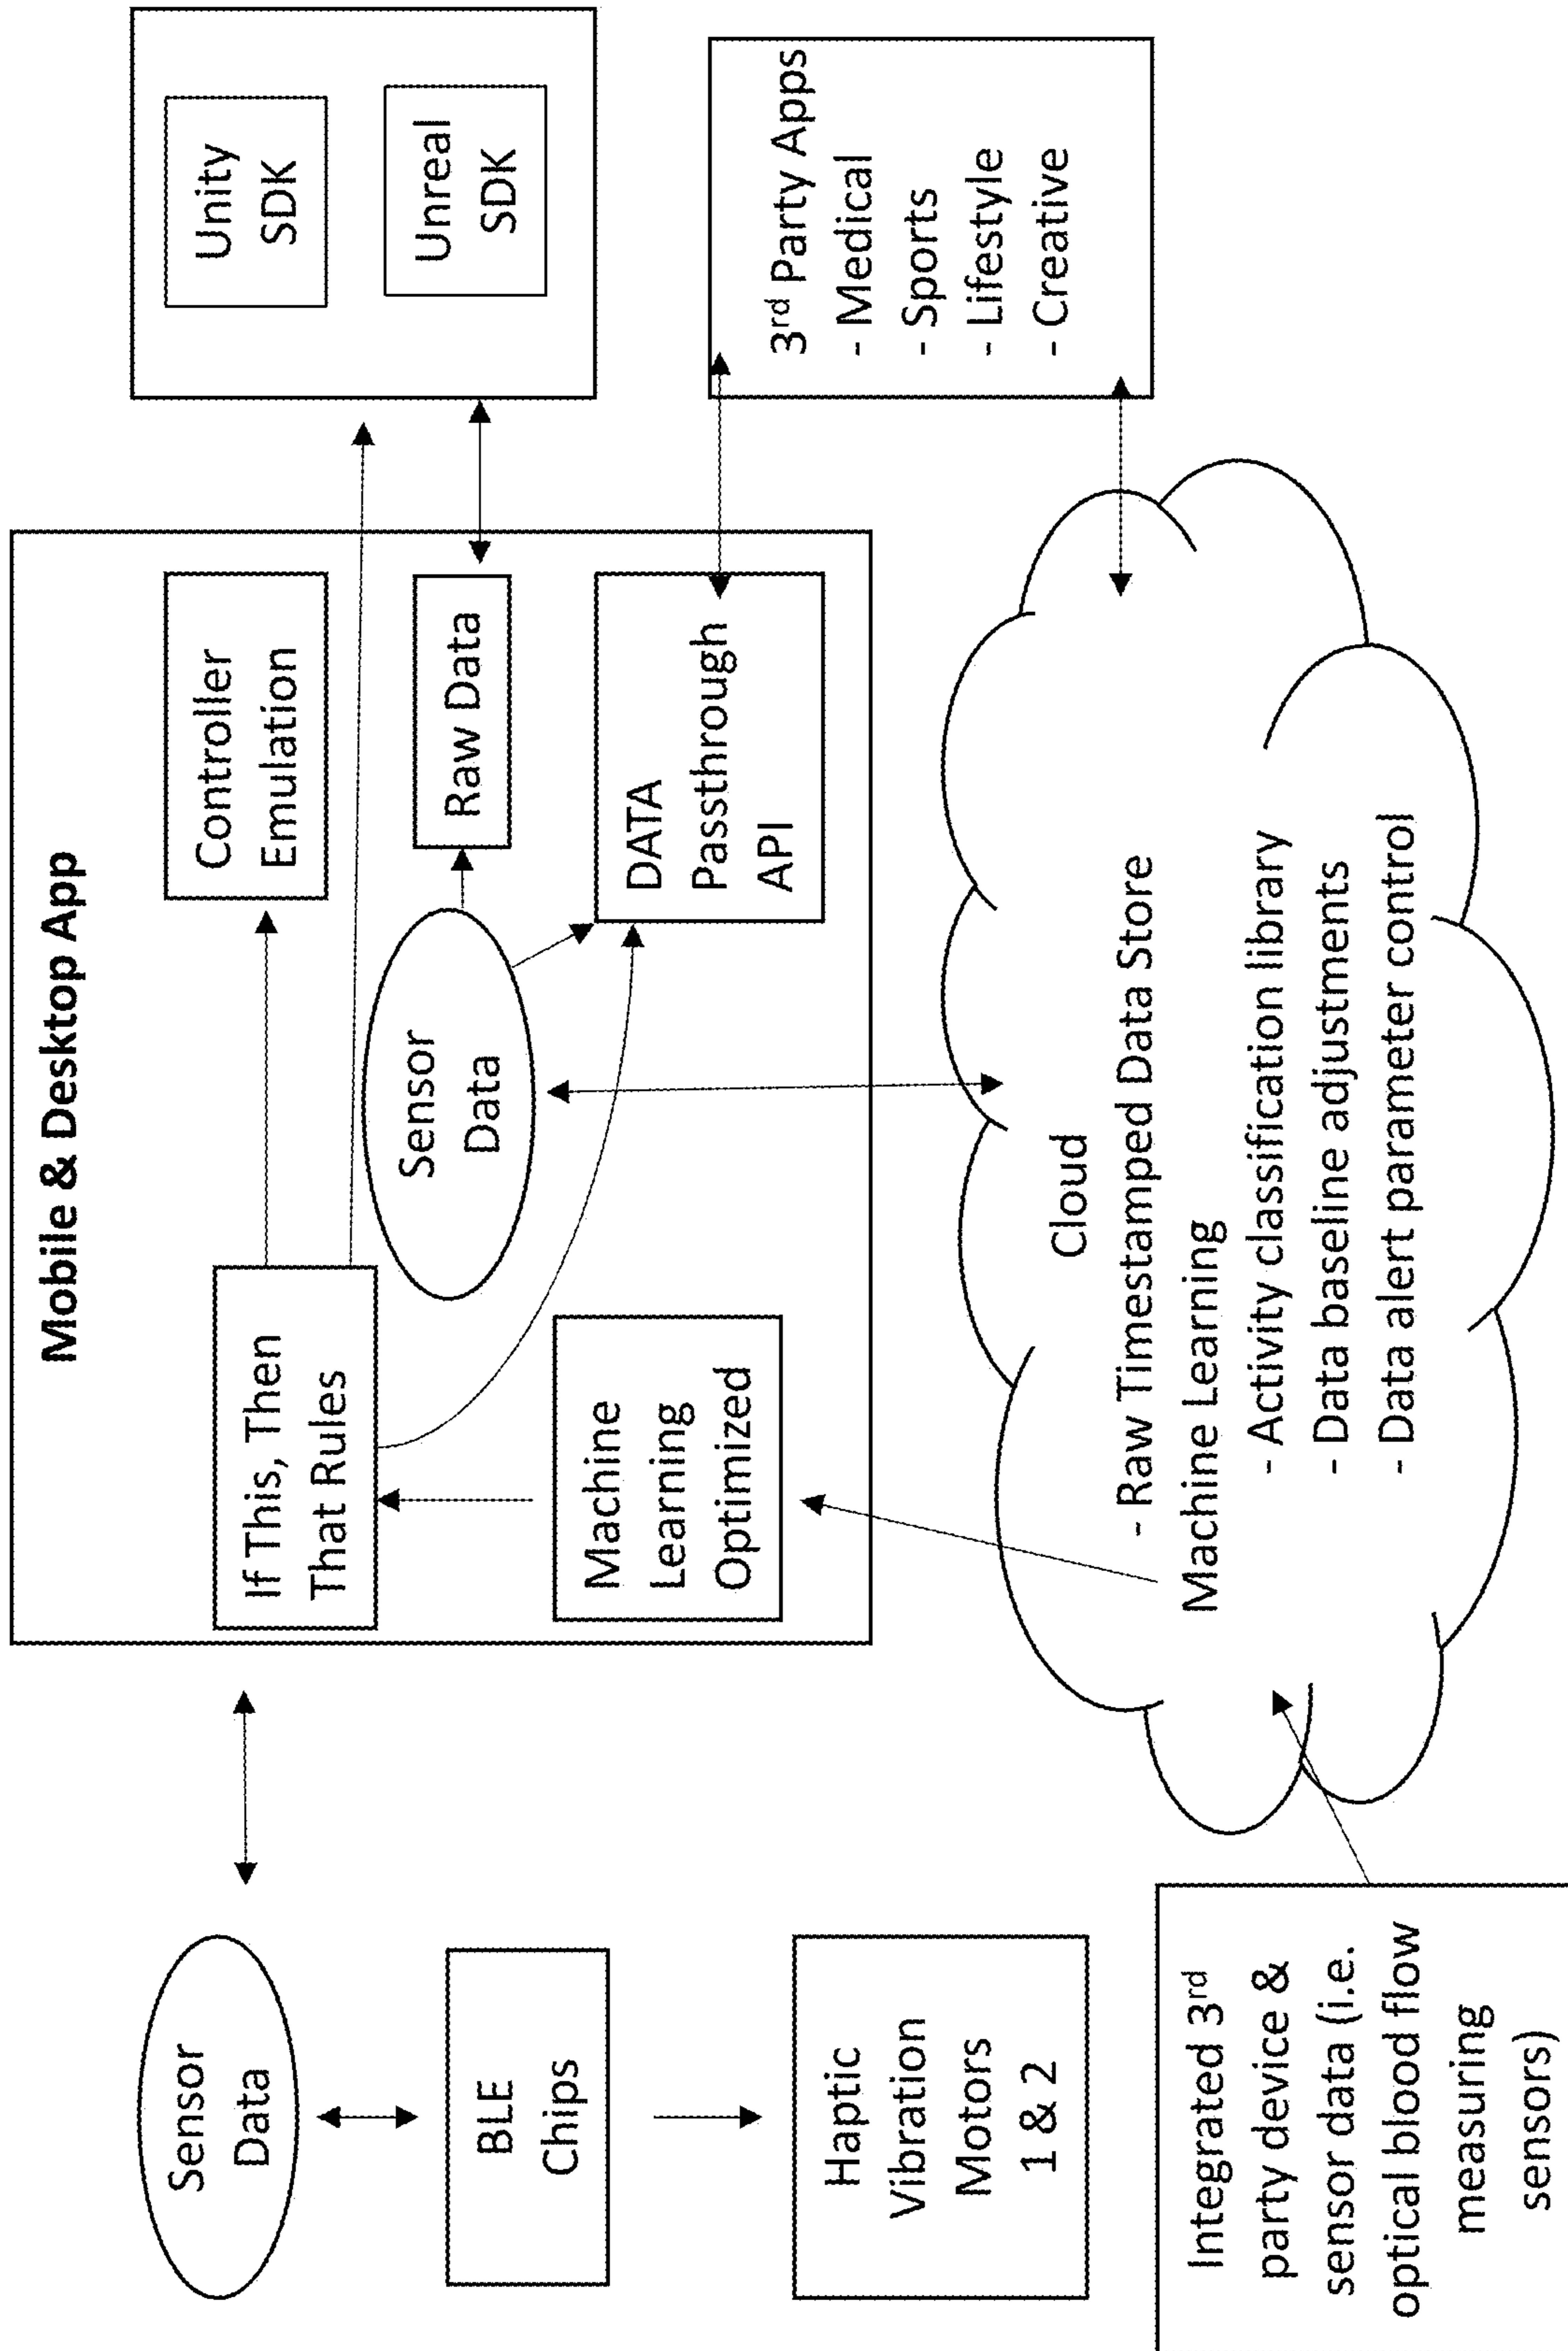 Sensor
Data
BLE
Chips
Haptic
Vibration
Motors
1 & 2
Integrated 3rd
party device &
sensor data (i.e.
optical blood flow
measuring
sensors)
Mobile & Desktop App
If This, Then
That Rules
Machine
Learning
Optimized
Sensor
Data
Controller
Emulation
Raw Data
DATA
Passthrough
API
Cloud
- Raw Timestamped Data Store
Machine Learning
- Activity classification library
- Data baseline adjustments
- Data alert parameter control
Unity
SDK
Unreal
SDK
3rd Party Apps
- Medical
- Sports
- Lifestyle
- Creative